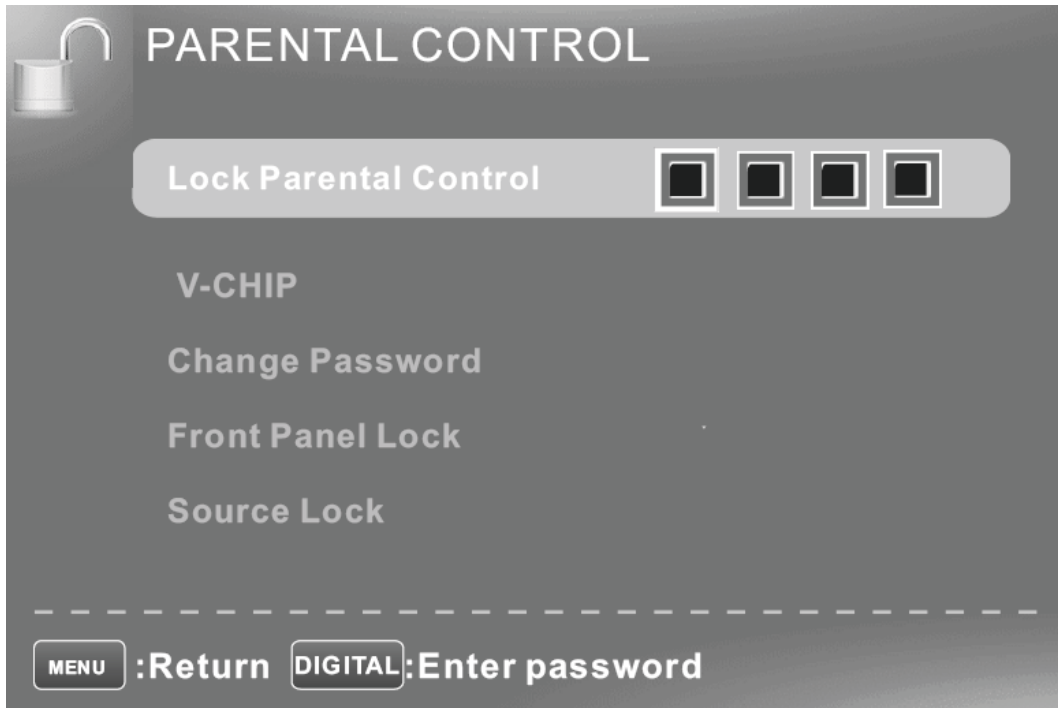 PARENTAL CONTROL
Lock Parental Control
V-CHIP
Change Password
Front Panel Lock
Source Lock
MENU :Return DIGITAL :Enter password